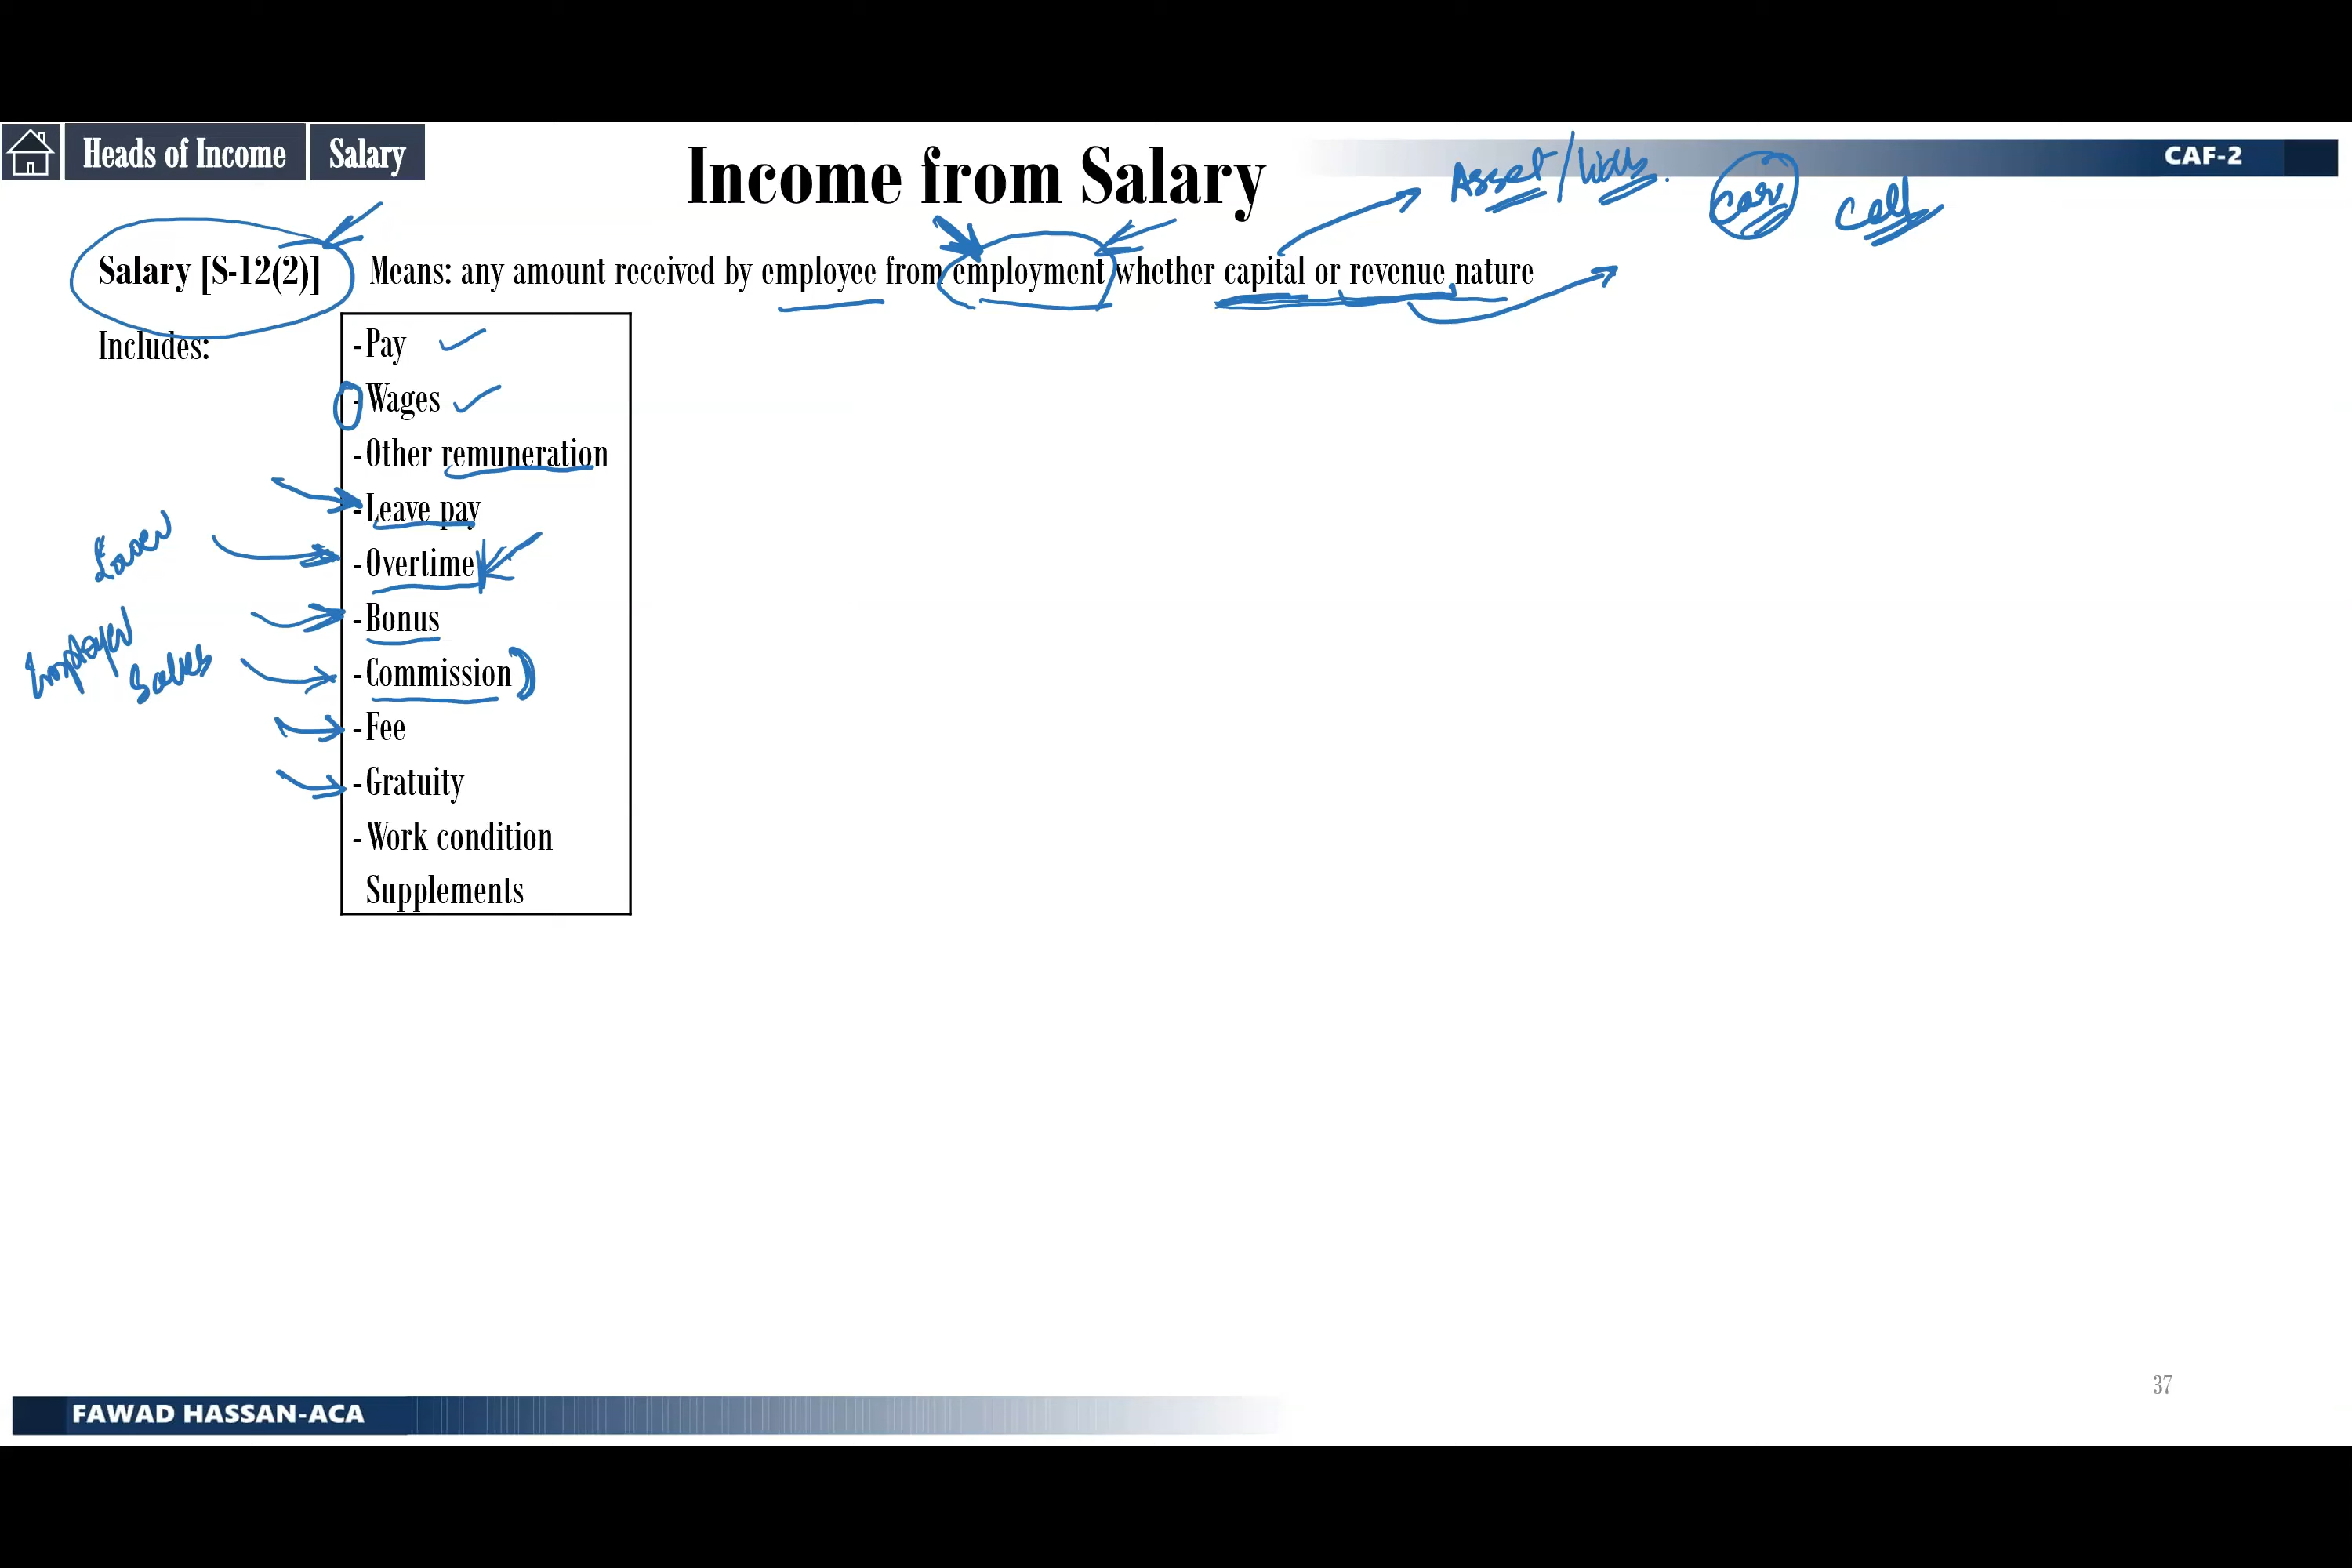 Heads of Income Salary
Income from Salary
CAF-2
Asset / Car Cell
Salary [S-12(2)] Means: any amount received by employee from employment whether capital or revenue nature
Includes:
- Pay
- Wages
- Other remuneration
- Leave pay
- Overtime
- Bonus
Employer
Sales
- Commission
- Fee
- Gratuity
- Work condition
Supplements
37
FAWAD HASSAN-ACA